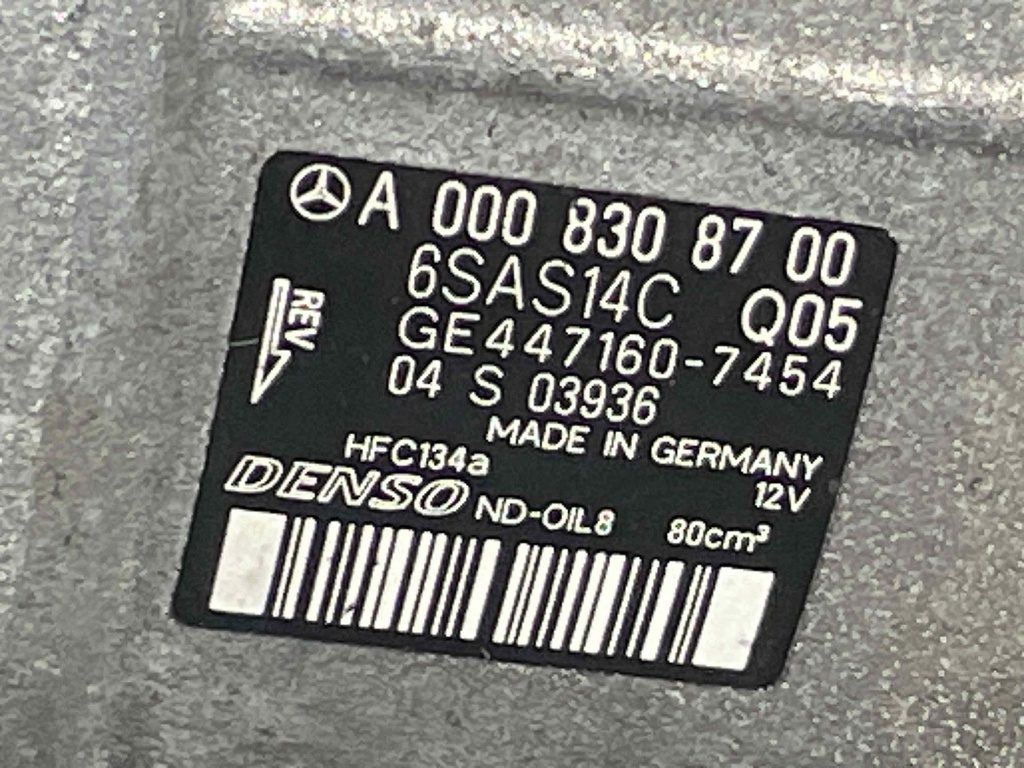 A 000 830 87 00
6SAS14C Q05
REV
GE447160-7454
04 S 03936
MADE IN GERMANY
HFC134a
12V
DENSO ND-OIL8 80cm³